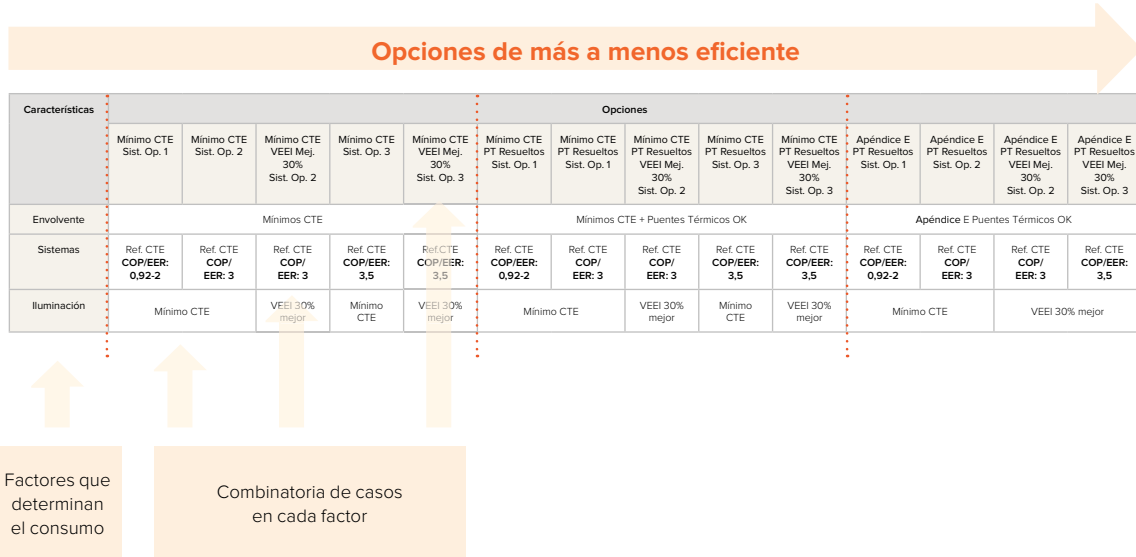 Opciones de más a menos eficiente
Características
Opciones
Mínimo CTE
Sist. Op. 1
Mínimo CTE
Sist. Op. 2
Mínimo CTE
VEEI Mej.
30%
Sist. Op. 2
Mínimo CTE
Sist. Op. 3
Mínimo CTE
VEEI Mej.
30%
Sist. Op. 3
Mínimo CTE
PT Resueltos
Sist. Op. 1
Mínimo CTE
PT Resueltos
Sist. Op. 1
Mínimo CTE
PT Resueltos
VEEI Mej.
30%
Sist. Op. 2
Mínimo CTE
PT Resueltos
Sist. Op. 3
Mínimo CTE
PT Resueltos
VEEI Mej.
30%
Sist. Op. 3
Apéndice E
PT Resueltos
Sist. Op. 1
Apéndice E
PT Resueltos
Sist. Op. 2
Apéndice E
PT Resueltos
VEEI Mej.
30%
Sist. Op. 2
Apéndice E
PT Resueltos
VEEI Mej.
30%
Sist. Op. 3
Envolvente
Mínimos CTE
Mínimos CTE + Puentes Térmicos OK
Apéndice E Puentes Térmicos OK
Sistemas
Ref. CTE
COP/EER:
0,92-2
Ref. CTE
COP/
EER: 3
Ref. CTE
COP/
EER: 3
Ref. CTE
COP/EER:
3,5
Ref.CTE
COP/EER:
3,5
Ref. CTE
COP/EER:
0,92-2
Ref. CTE
COP/
EER: 3
Ref. CTE
COP/
EER: 3
Ref. CTE
COP/EER:
3,5
Ref. CTE
COP/EER:
3,5
Ref. CTE
COP/EER:
0,92-2
Ref. CTE
COP/
EER: 3
Ref. CTE
COP/
EER: 3
Ref. CTE
COP/EER:
3,5
Iluminación
Mínimo CTE
VEEI 30%
mejor
Mínimo
CTE
VEEI 30%
mejor
Mínimo CTE
VEEI 30%
mejor
Mínimo
CTE
VEEI 30%
mejor
Mínimo CTE
VEEI 30% mejor
Factores que
determinan
el consumo
Combinatoria de casos
en cada factor